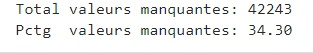 Total valeurs manquantes: 42243
Pctg  valeurs manquantes: 34.30